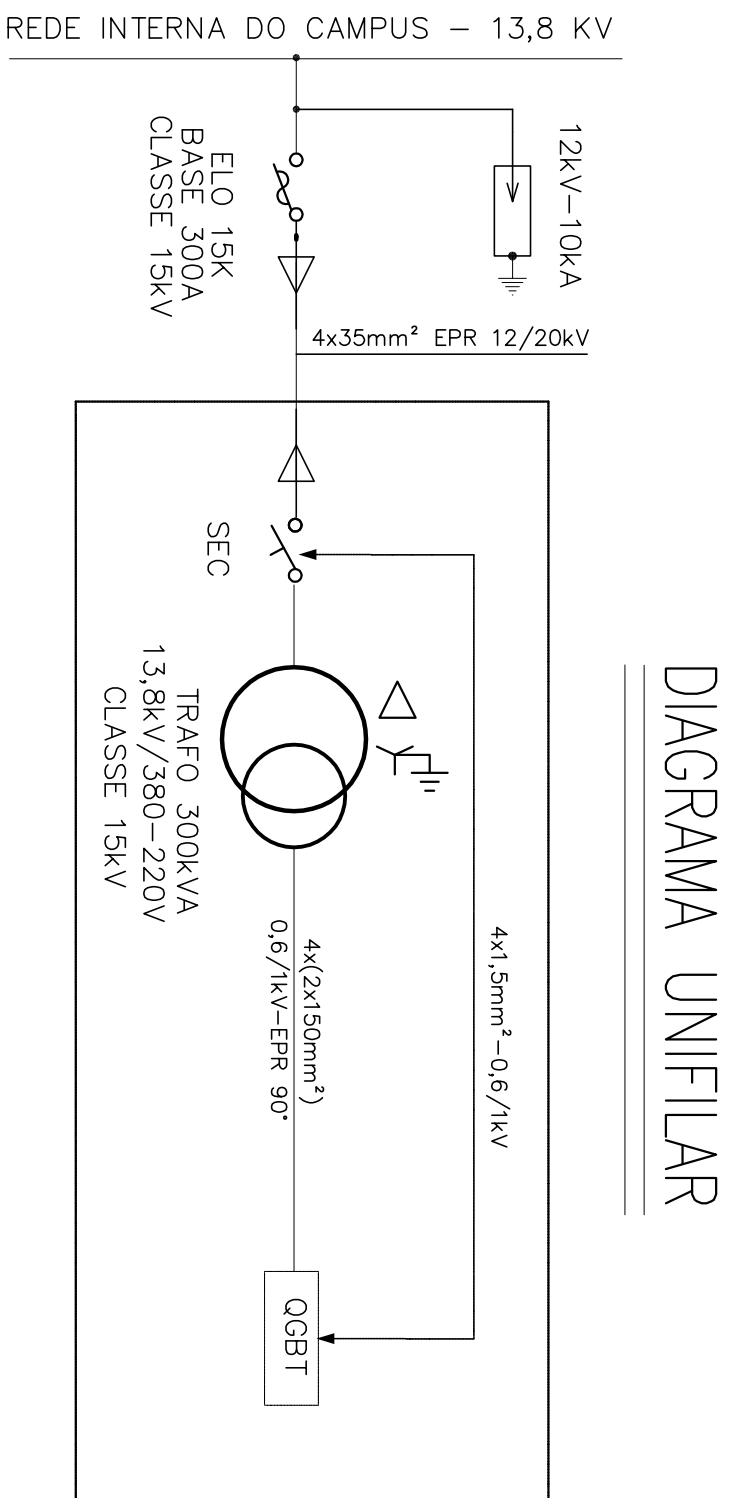 REDE INTERNA DO CAMPUS - 13,8 KV
12kV-10kA
ELO 15K
BASE 300A
CLASSE 15kV
4x35mm² EPR 12/20kV
SEC
DIAGRAMA UNIFILAR
TRAFO 300kVA
13,8kV/380-220V
CLASSE 15kV
4x1,5mm²-0,6/1kV
4x(2x150mm²)
0,6/1kV-EPR 90°
QGBT